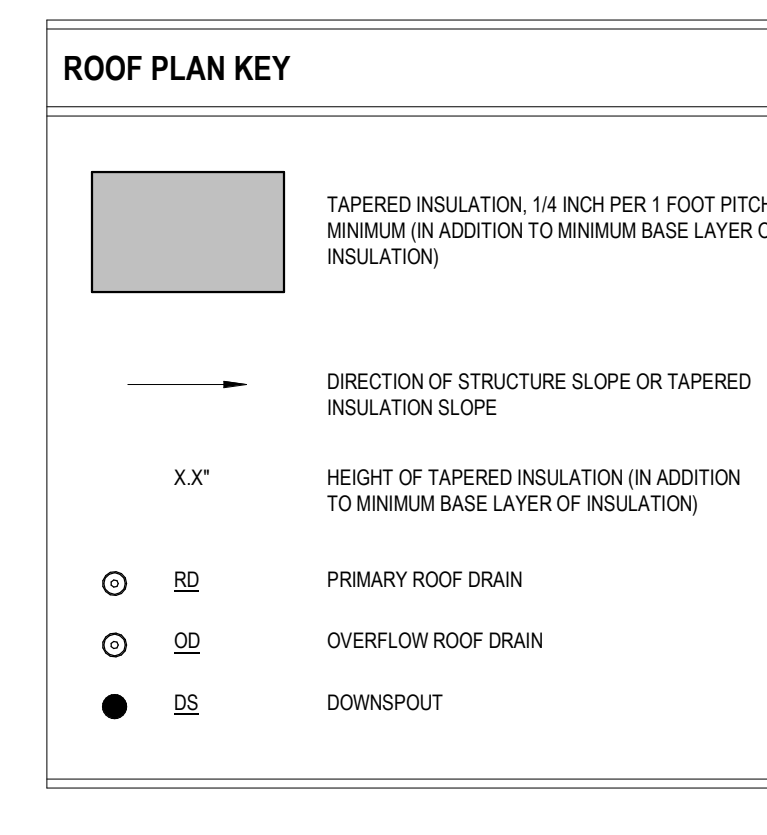 ROOF PLAN KEY
TAPERED INSULATION, 1/4 INCH PER 1 FOOT PITCH
MINIMUM (IN ADDITION TO MINIMUM BASE LAYER
INSULATION)
DIRECTION OF STRUCTURE SLOPE OR TAPERED
INSULATION SLOPE
X.X" HEIGHT OF TAPERED INSULATION (IN ADDITION
TO MINIMUM BASE LAYER OF INSULATION)
RD PRIMARY ROOF DRAIN
OD OVERFLOW ROOF DRAIN
DS DOWNSPOUT